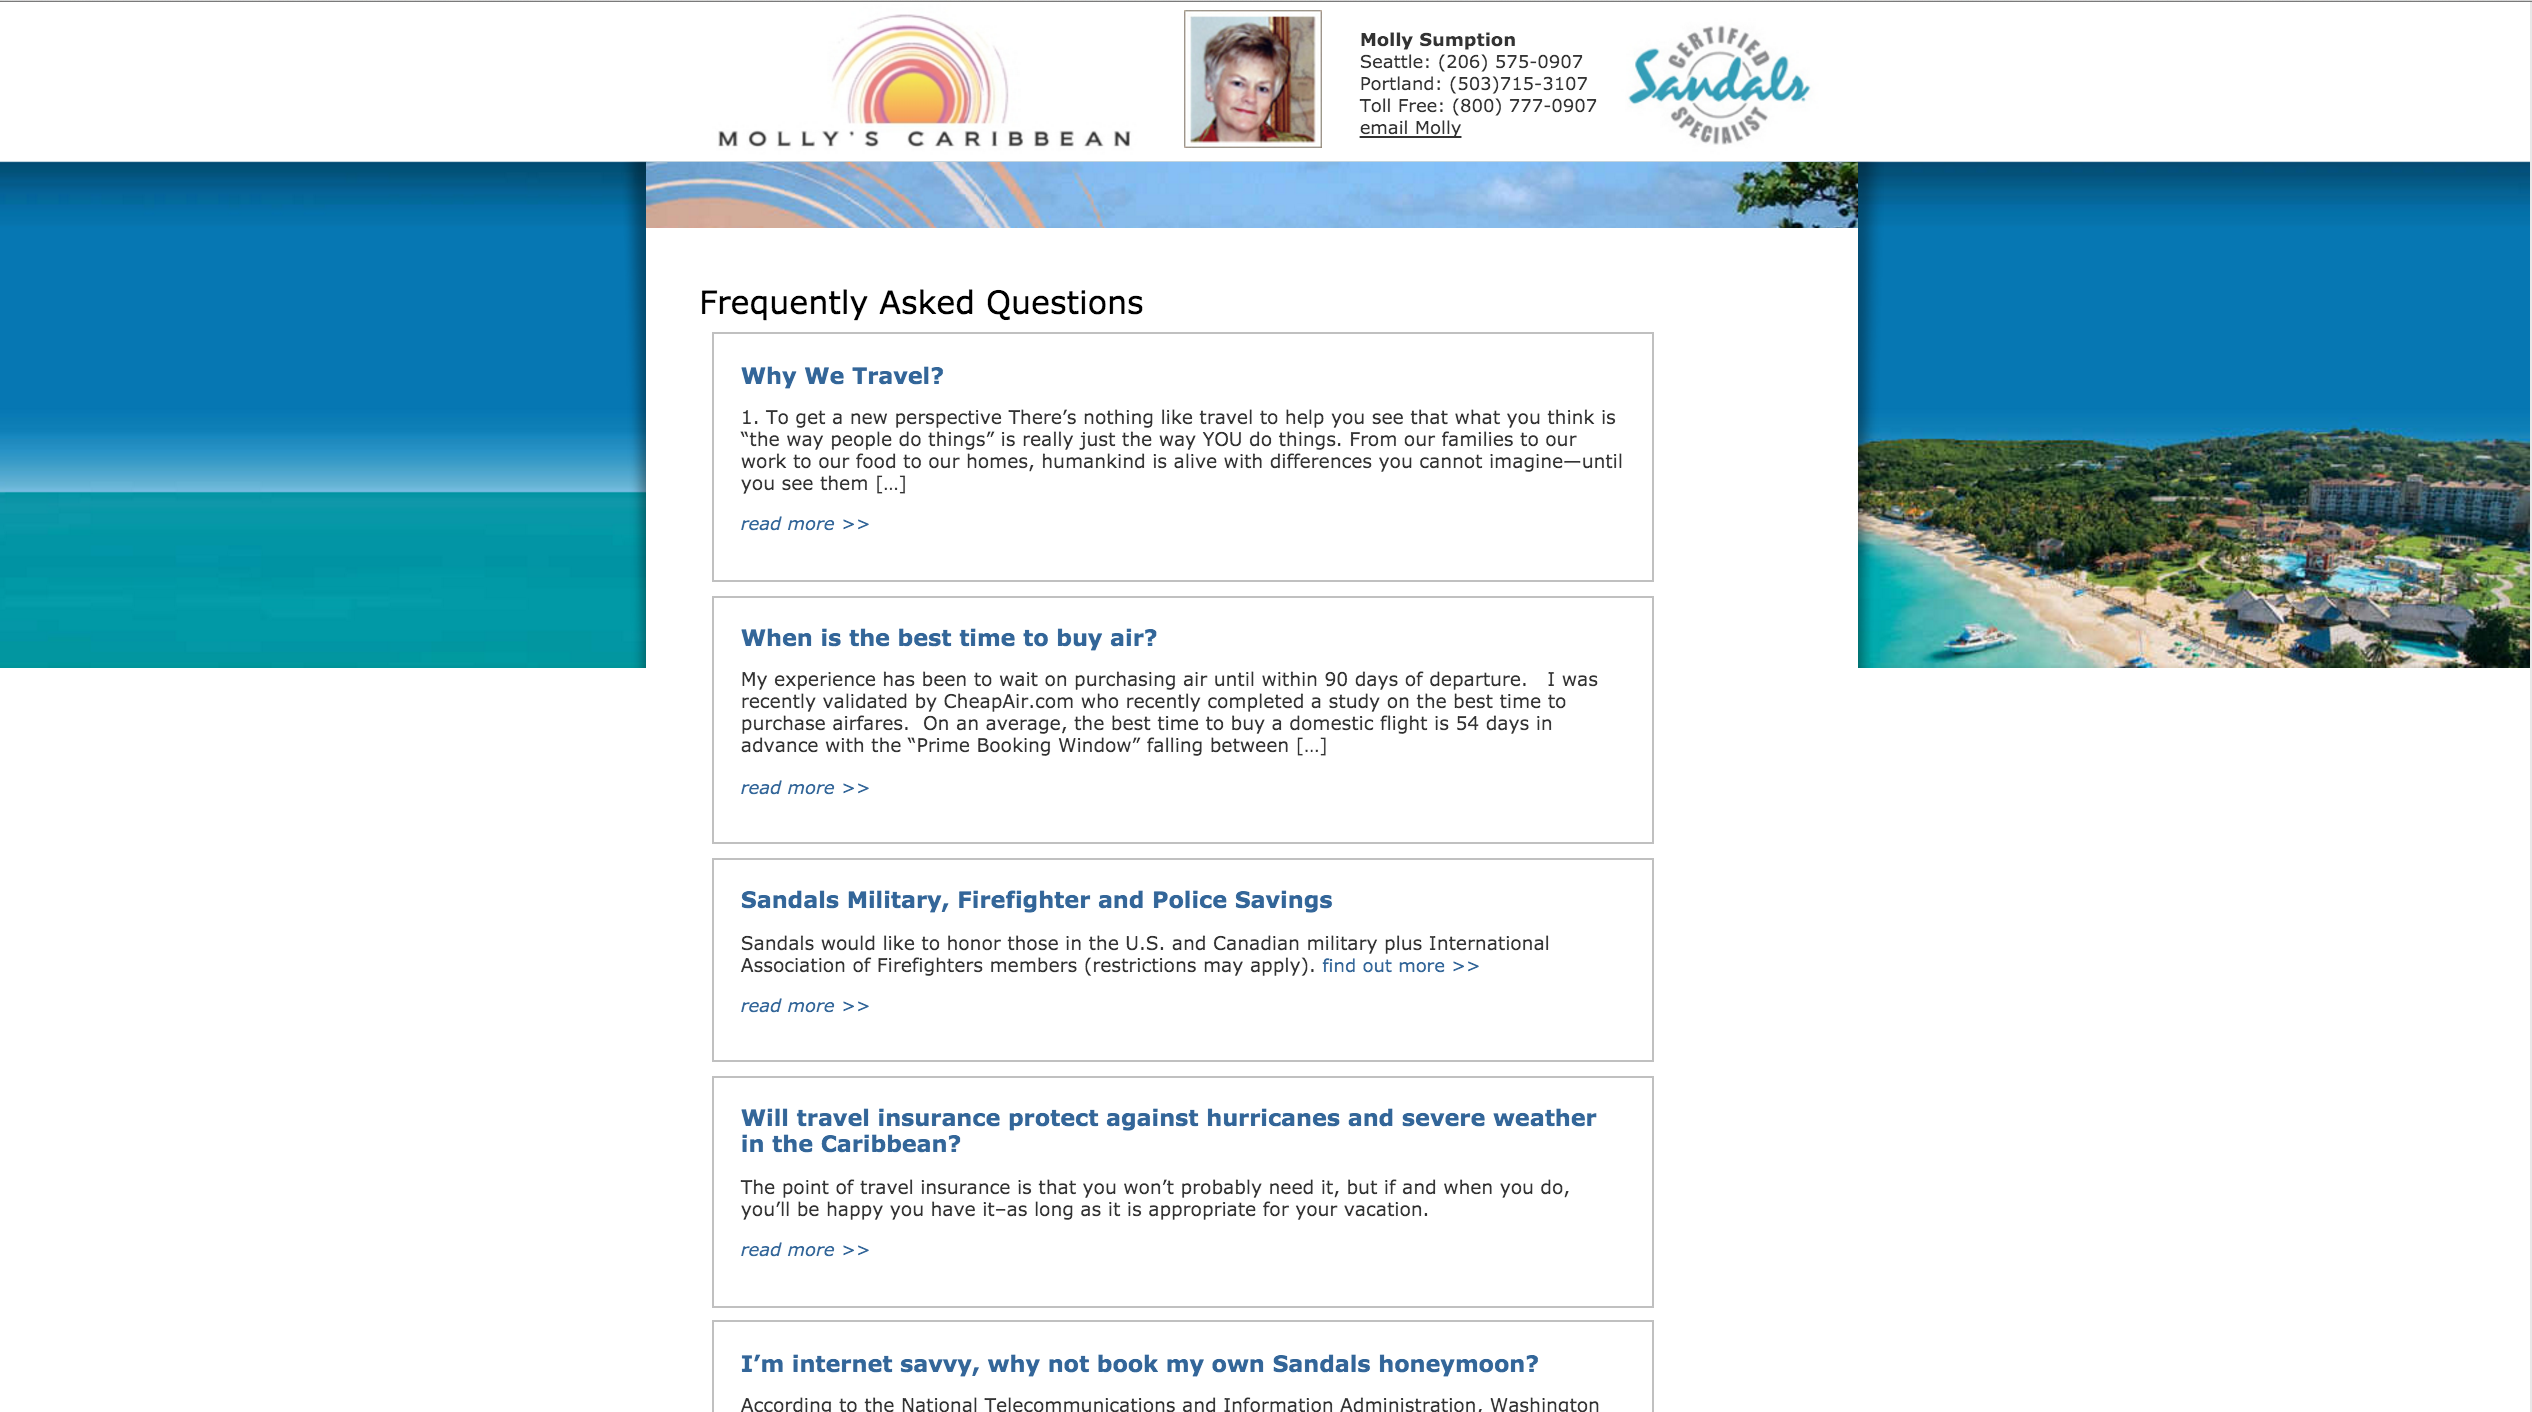 MOLLY'S CARIBBEAN
Molly Sumption
Seattle: (206) 575-0907
Portland: (503)715-3107
Toll Free: (800) 777-0907
email Molly
CERTIFIED
Sandals
SPECIALIST
Frequently Asked Questions
Why We Travel?
1. To get a new perspective There’s nothing like travel to help you see that what you think is
“the way people do things” is really just the way YOU do things. From our families to our
work to our food to our homes, humankind is alive with differences you cannot imagine—until
you see them […]
read more >>
When is the best time to buy air?
My experience has been to wait on purchasing air until within 90 days of departure.   I was
recently validated by CheapAir.com who recently completed a study on the best time to
purchase airfares.  On an average, the best time to buy a domestic flight is 54 days in
advance with the “Prime Booking Window” falling between […]
read more >>
Sandals Military, Firefighter and Police Savings
Sandals would like to honor those in the U.S. and Canadian military plus International
Association of Firefighters members (restrictions may apply). find out more >>
read more >>
Will travel insurance protect against hurricanes and severe weather
in the Caribbean?
The point of travel insurance is that you won’t probably need it, but if and when you do,
you’ll be happy you have it–as long as it is appropriate for your vacation.
read more >>
I’m internet savvy, why not book my own Sandals honeymoon?
According to the National Telecommunications and Information Administration, Washington